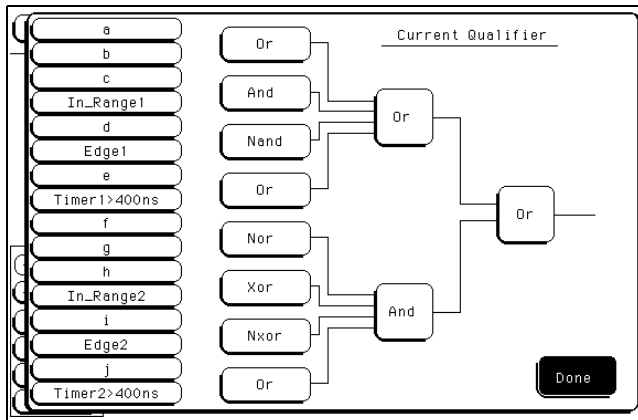 Current Qualifier
a
b
c
In_Range1
d
Edge1
e
Timer1>400ns
f
g
h
In_Range2
i
Edge2
j
Timer2>400ns
Or
And
Nand
Or
Nor
Xor
Nxor
Or
Or
And
Or
Done